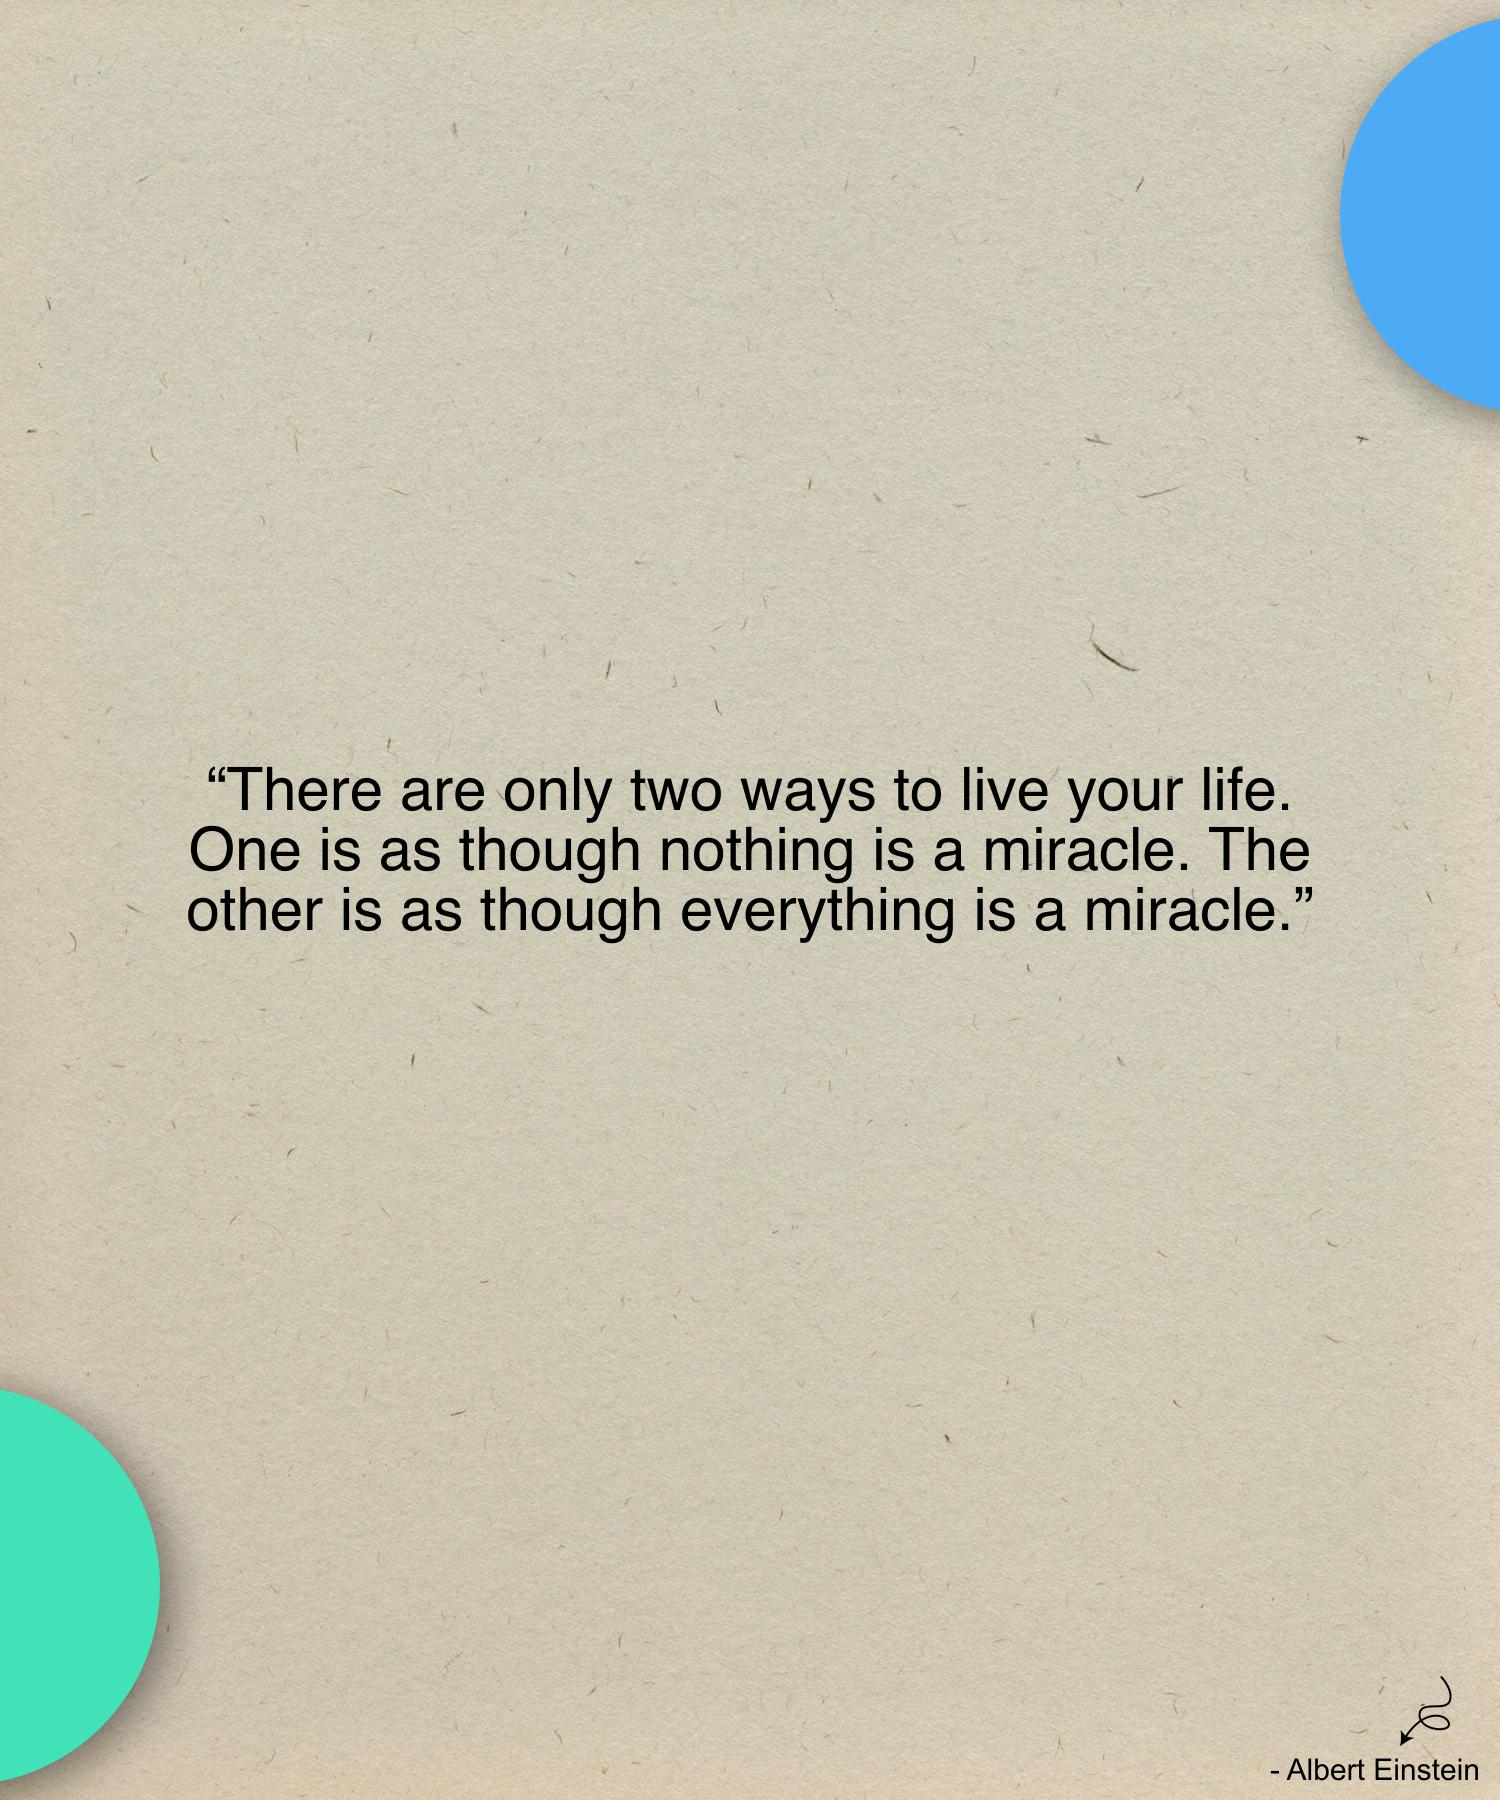 “There are only two ways to live your life.
One is as though nothing is a miracle. The
other is as though everything is a miracle.”
- Albert Einstein